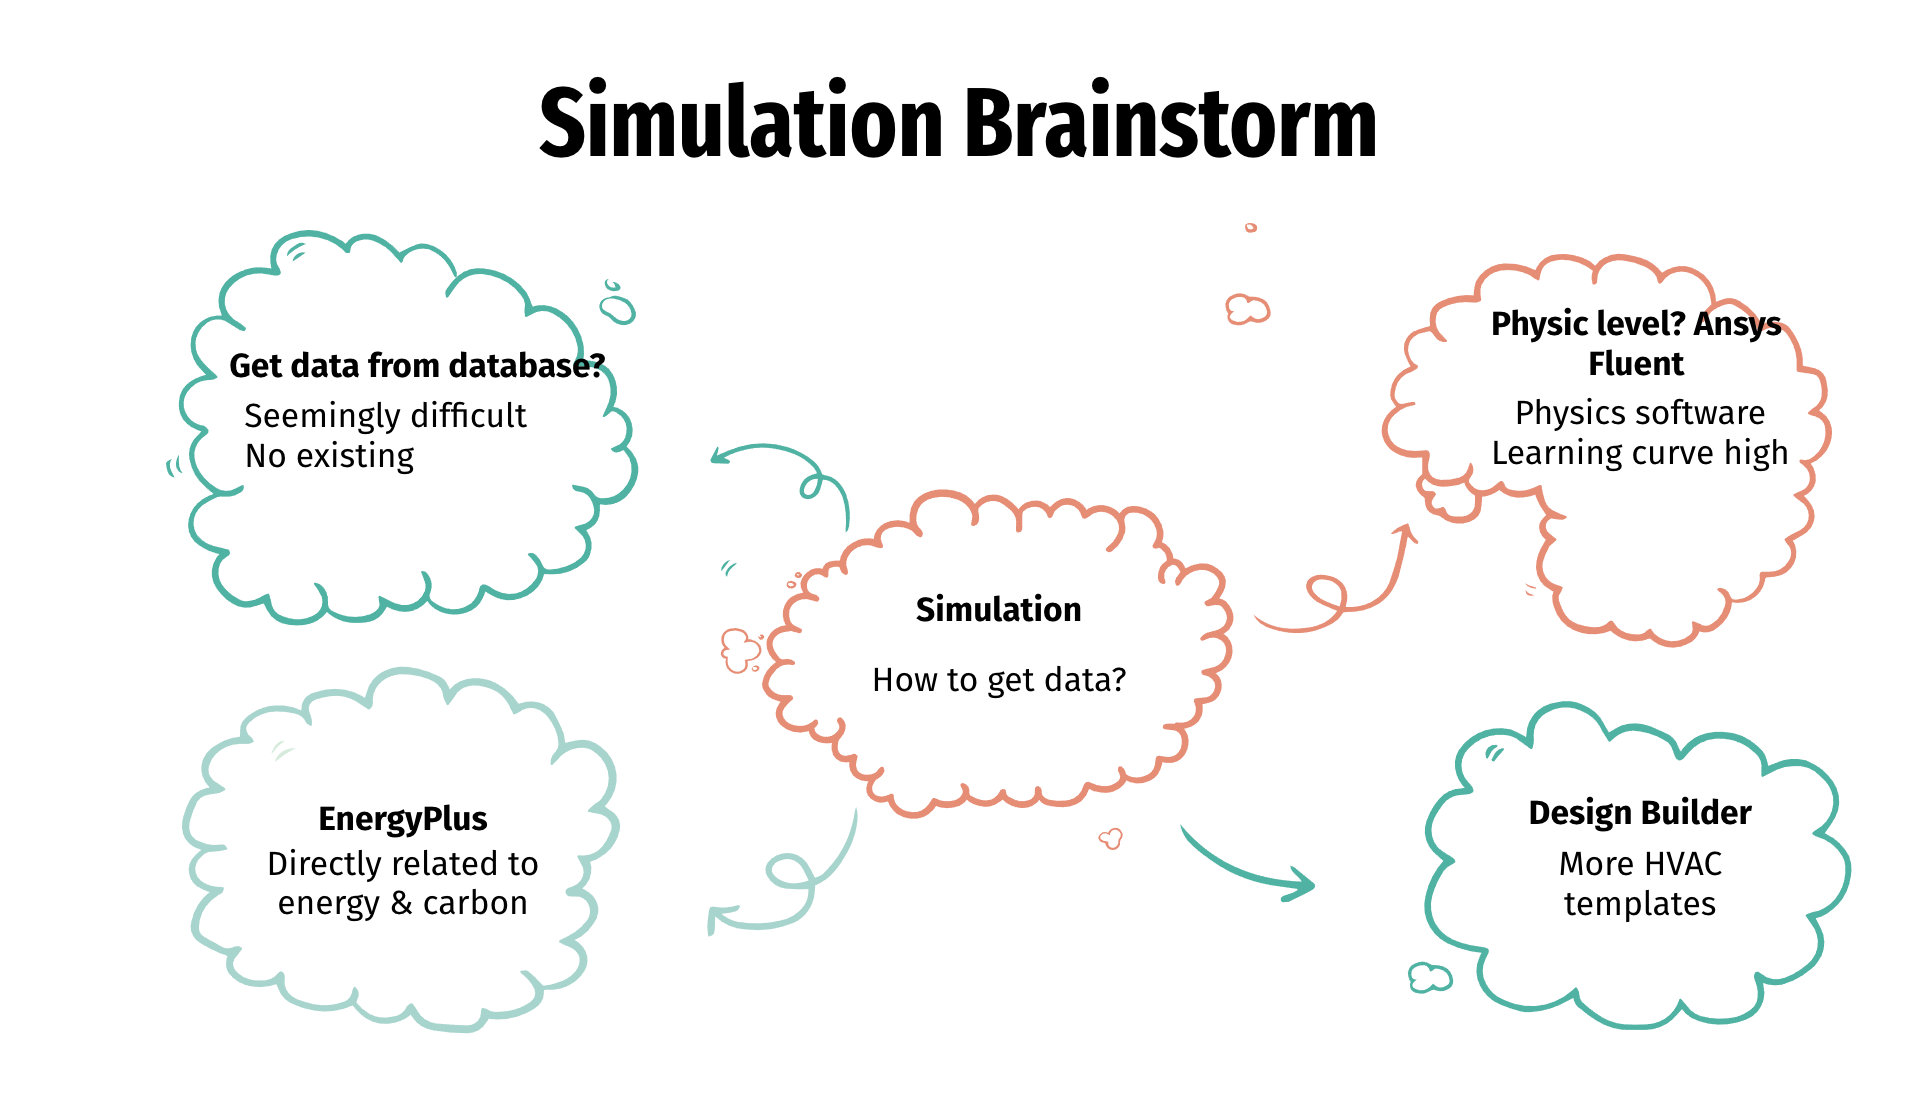 Simulation Brainstorm
Get data from database?
Seemingly difficult
No existing
Physic level? Ansys
Fluent
Physics software
Learning curve high
Simulation
How to get data?
EnergyPlus
Directly related to
energy & carbon
Design Builder
More HVAC
templates